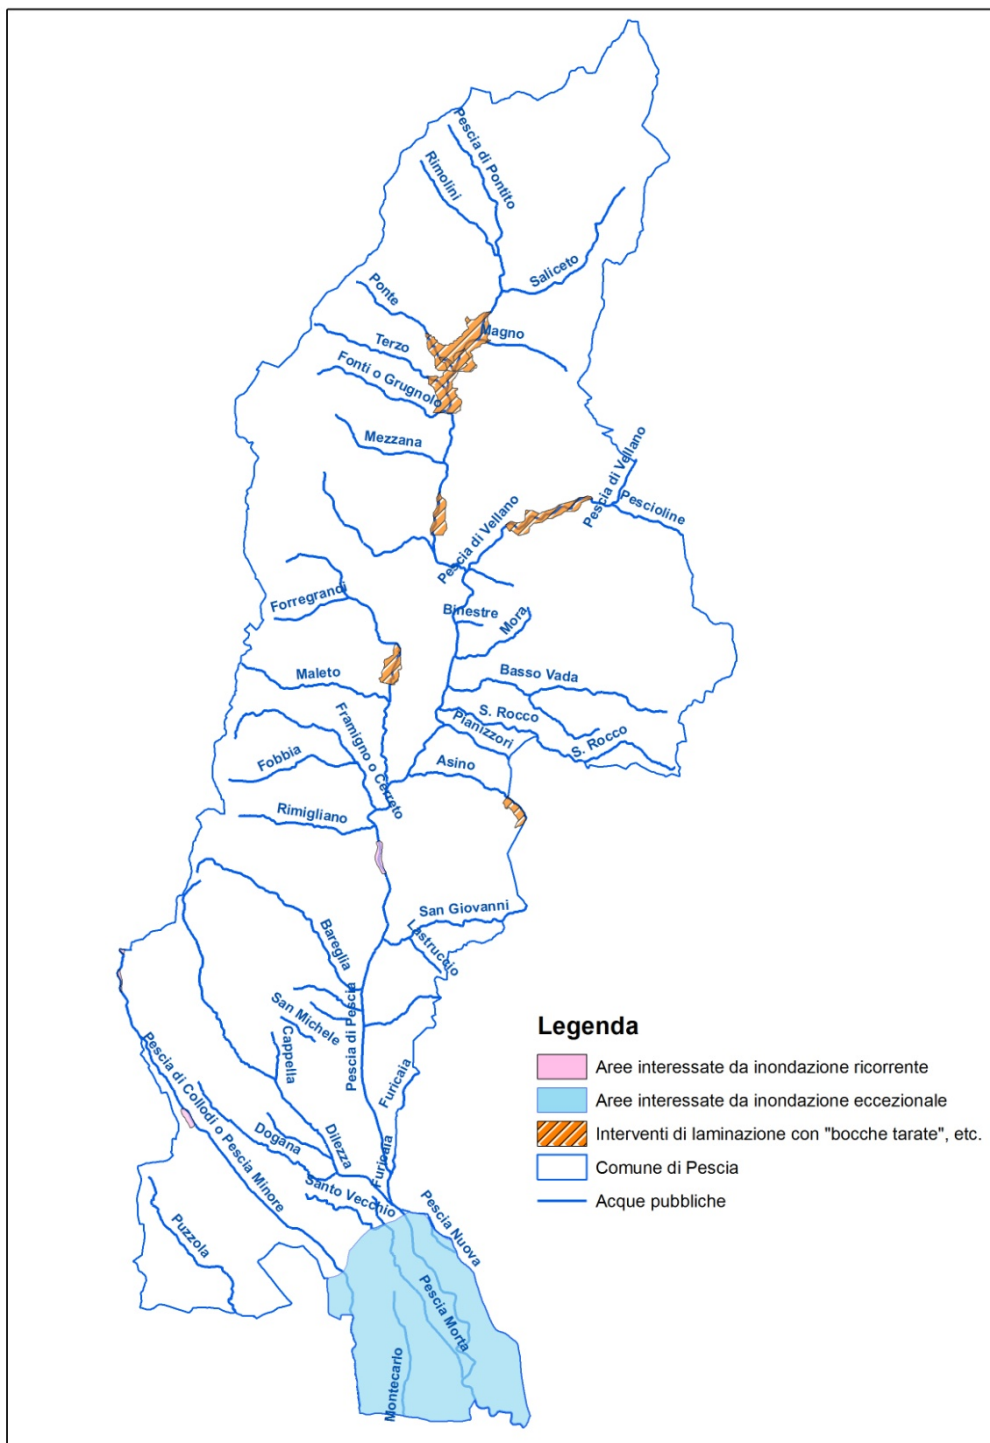 Pescia di Pontito
Rimolini
Saliceto
Ponte
Magno
Terzo
Fonti o Grugnolo
Mezzana
Pescia di Vellano
Pescioline
Pescia di Vellano
Forregrandi
Binestre
Mora
Maleto
Basso Vada
Framigno o Cerreto
S. Rocco
Pianizzori
S. Rocco
Fobbia
Asino
Rimigliano
San Giovanni
Lastruccio
Bareglia
San Michele
Cappella
Pescia di Pescia
Furicaia
Pescia di Collodi o Pescia Minore
Dogana
Dilezza
Furicaia
Santo Vecchio
Pescia Nuova
Puzzola
Pescia Morta
Montecarlo
Legenda
Aree interessate da inondazione ricorrente
Aree interessate da inondazione eccezionale
Interventi di laminazione con "bocche tarate", etc.
Comune di Pescia
Acque pubbliche